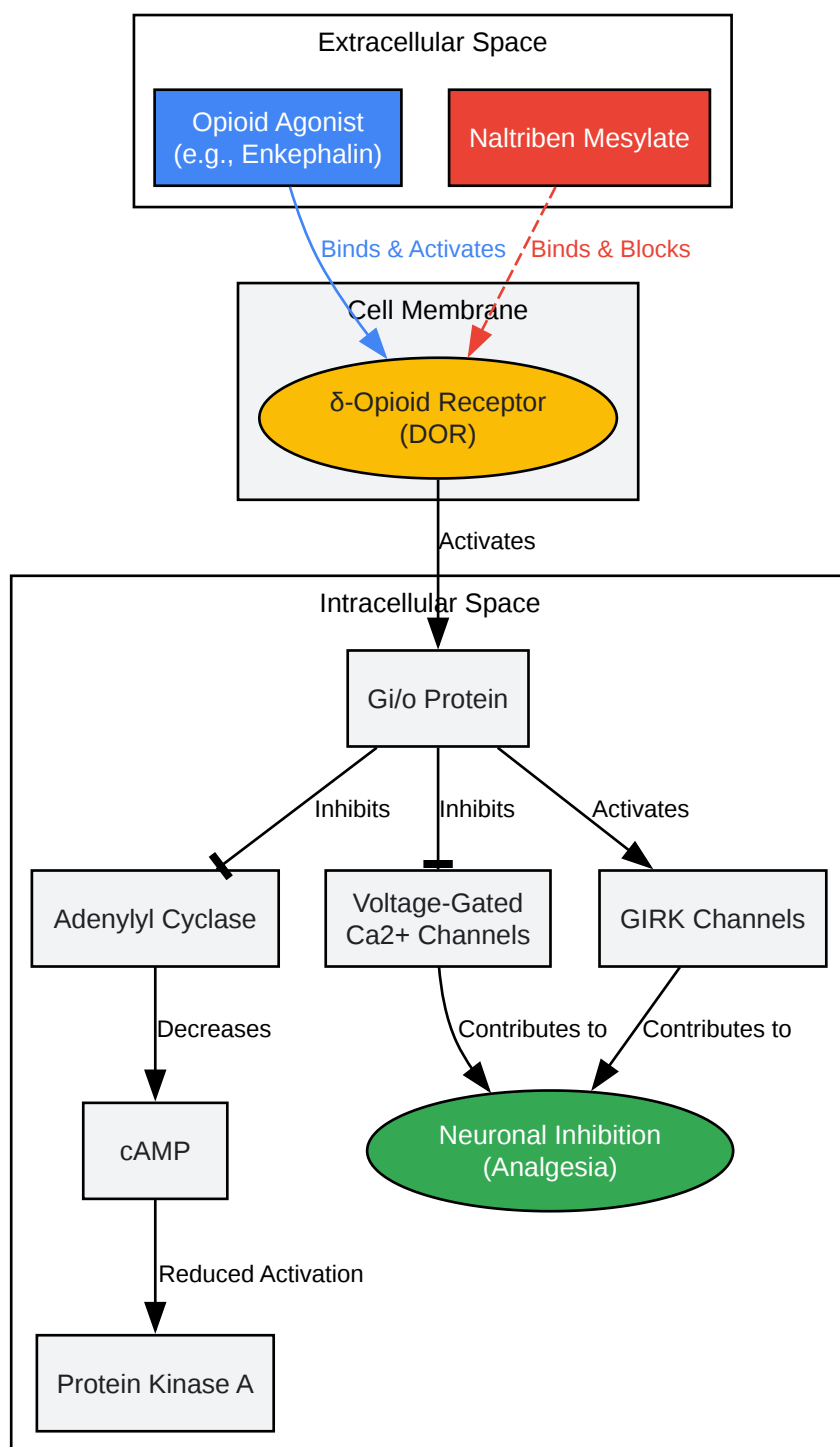 Extracellular Space
Opioid Agonist
(e.g., Enkephalin)
Naltriben Mesylate
Binds & Activates
Binds & Blocks
Cell Membrane
δ-Opioid Receptor
(DOR)
Activates
Intracellular Space
Gi/o Protein
Inhibits
Inhibits
Activates
Adenylyl Cyclase
Voltage-Gated
Ca2+ Channels
GIRK Channels
Decreases
Contributes to
Contributes to
cAMP
Neuronal Inhibition
(Analgesia)
Reduced Activation
Protein Kinase A